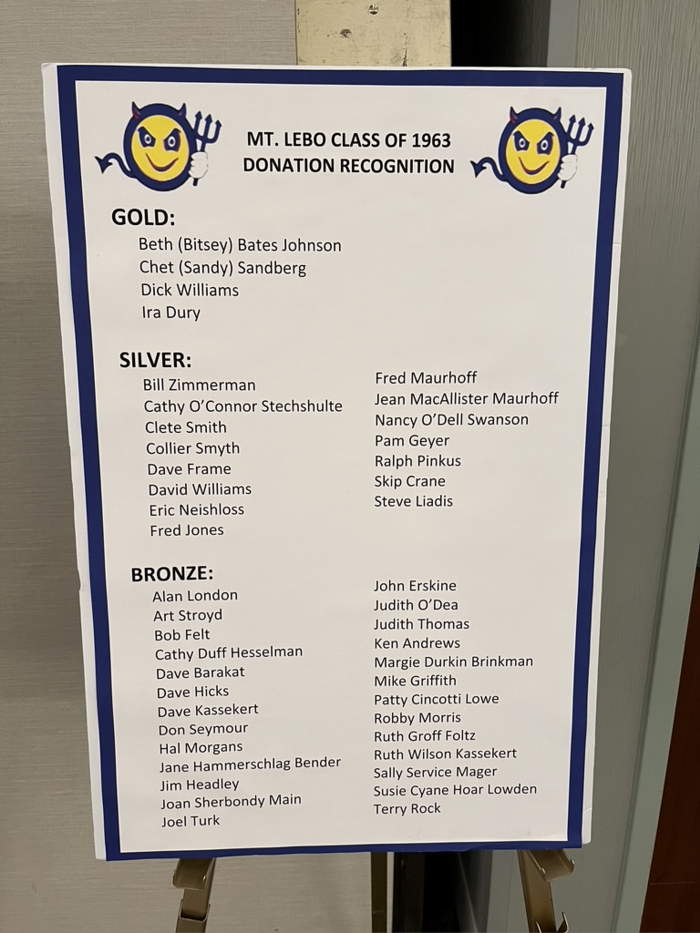 MT. LEBO CLASS OF 1963
DONATION RECOGNITION
GOLD:
Beth (Bitsey) Bates Johnson
Chet (Sandy) Sandberg
Dick Williams
Ira Dury
SILVER:
Bill Zimmerman
Cathy O'Connor Stechshulte
Clete Smith
Collier Smyth
Dave Frame
David Williams
Eric Neishloss
Fred Jones
Fred Maurhoff
Jean MacAllister Maurhoff
Nancy O'Dell Swanson
Pam Geyer
Ralph Pinkus
Skip Crane
Steve Liadis
BRONZE:
Alan London
Art Stroyd
Bob Felt
Cathy Duff Hesselman
Dave Barakat
Dave Hicks
Dave Kassekert
Don Seymour
Hal Morgans
Jane Hammerschlag Bender
Jim Headley
Joan Sherbondy Main
Joel Turk
John Erskine
Judith O'Dea
Judith Thomas
Ken Andrews
Margie Durkin Brinkman
Mike Griffith
Patty Cincotti Lowe
Robby Morris
Ruth Groff Foltz
Ruth Wilson Kassekert
Sally Service Mager
Susie Cyane Hoar Lowden
Terry Rock